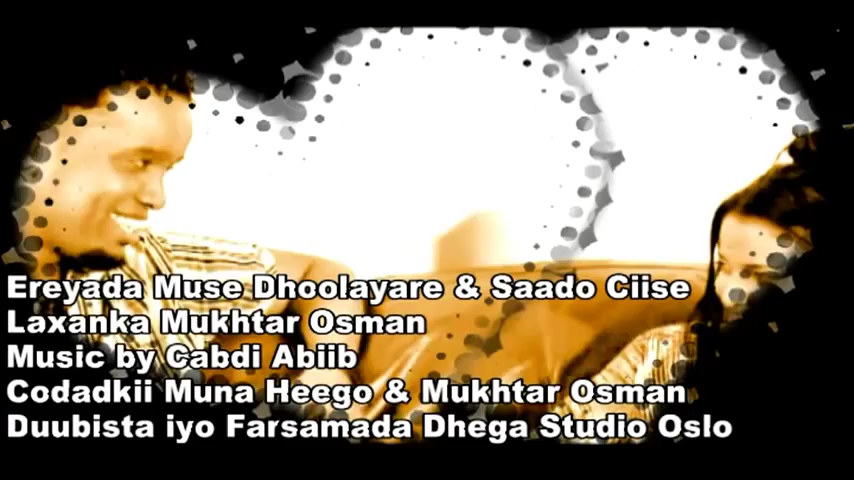 Ereyada Muse Dhoolayare & Saado Ciise
Laxanka Mukhtar Osman
Music by Cabdi Abiib
Codadkii Muna Heego & Mukhtar Osman
Duubista iyo Farsamada Dhega Studio Oslo